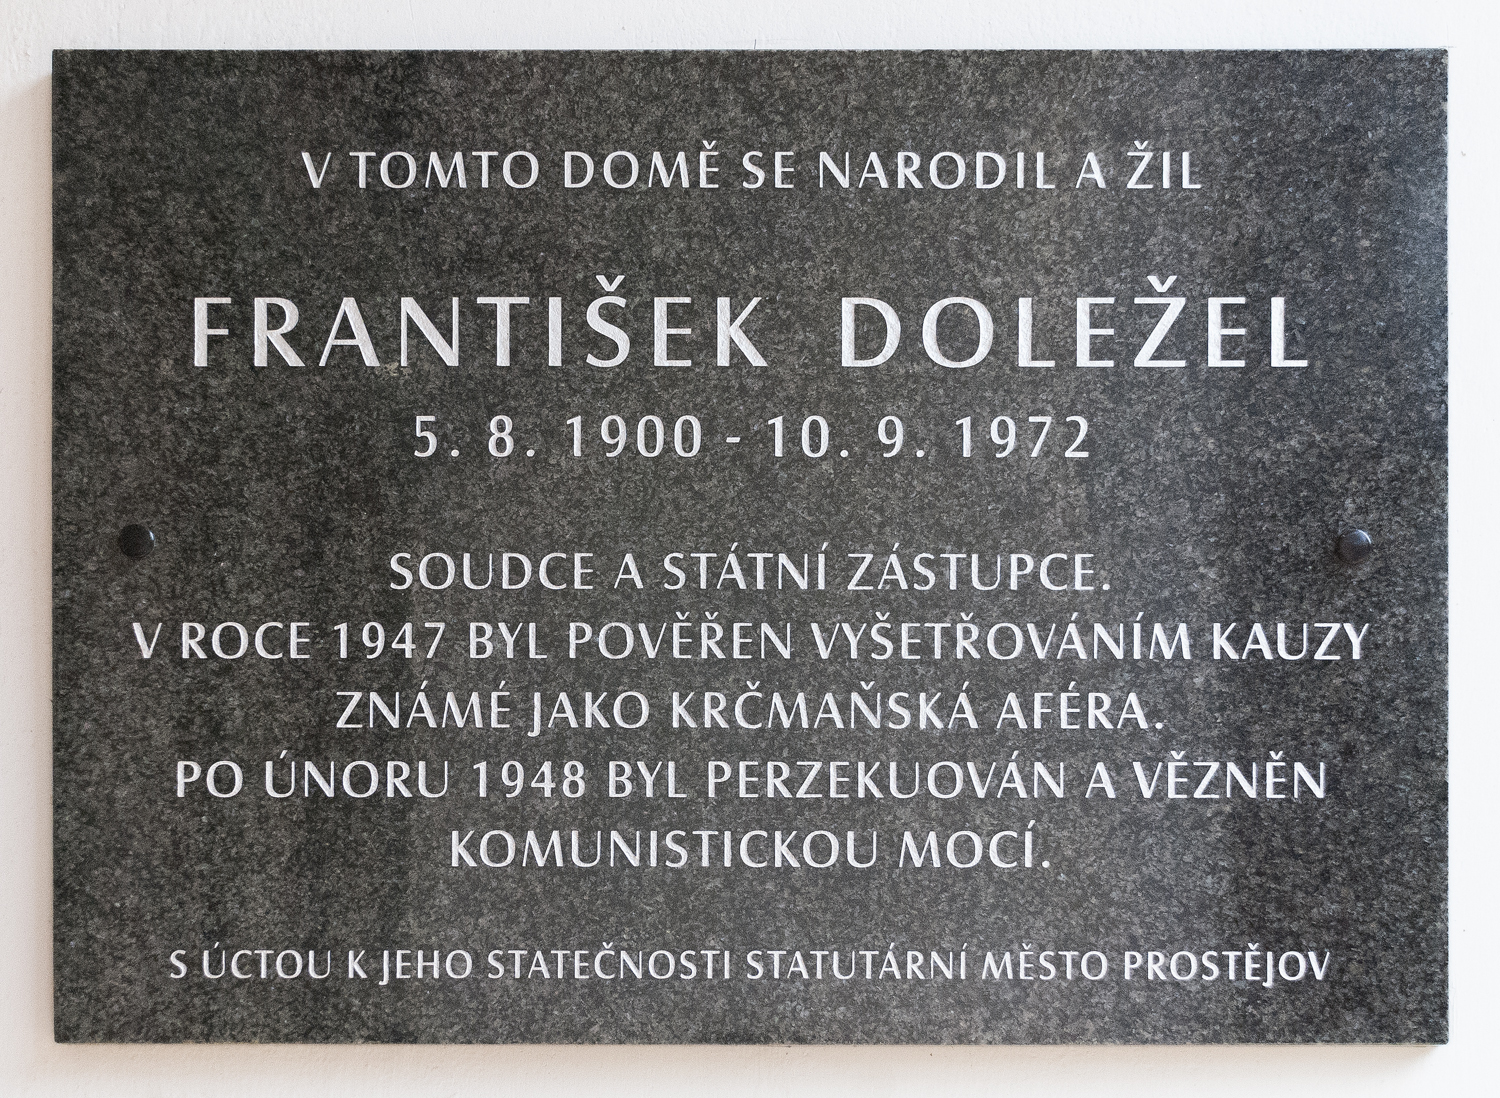 V TOMTO DOMĚ SE NARODIL A ŽIL
FRANTIŠEK DOLEŽEL
5. 8. 1900 - 10. 9. 1972
SOUDCE A STÁTNÍ ZÁSTUPCE.
V ROCE 1947 BYL POVĚŘEN VYŠETŘOVÁNÍM KAUZY
ZNÁMÉ JAKO KRČMAŇSKÁ AFÉRA.
PO ÚNORU 1948 BYL PERZEKUOVÁN A VĚZNĚN
KOMUNISTICKOU MOCÍ.
S ÚCTOU K JEHO STATEČNOSTI STATUTÁRNÍ MĚSTO PROSTĚJOV